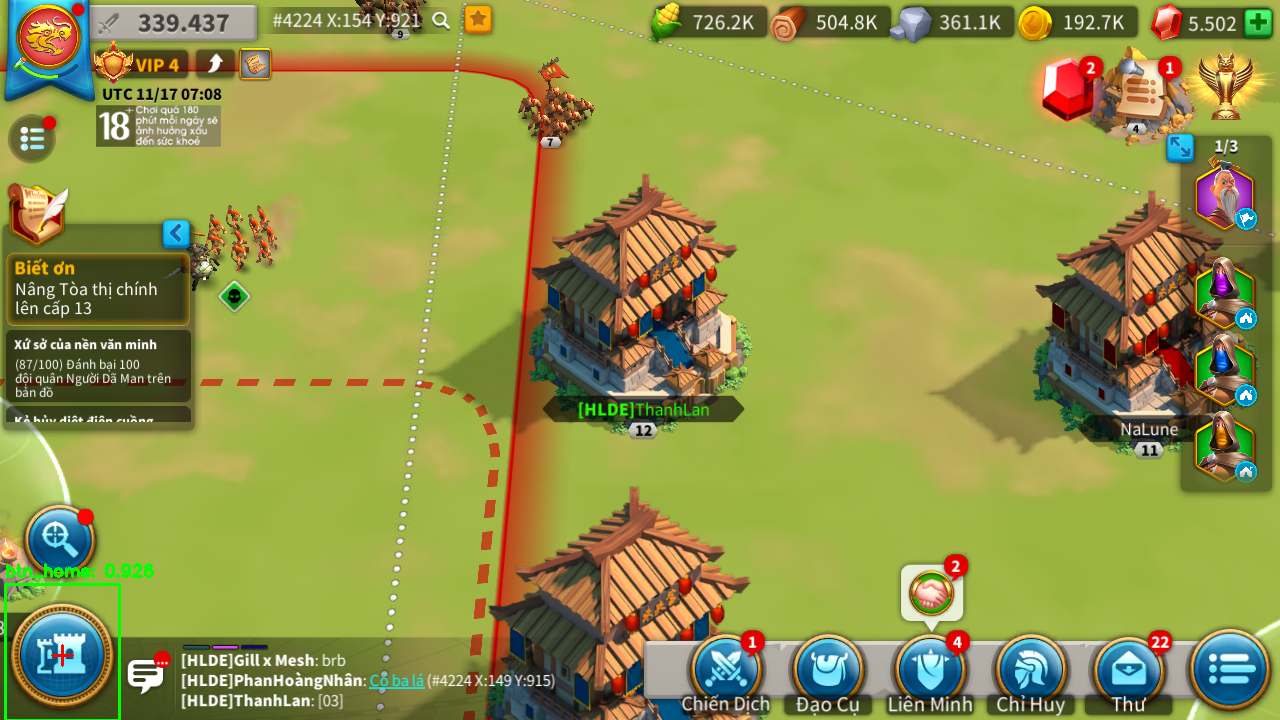 339.437
#4224 X:154 Y:921
9
726.2K
504.8K
361.1K
192.7K
5.502
VIP 4
UTC 11/17 07:08
18+
Chơi quá 180
phút mỗi ngày sẽ
ảnh hưởng xấu
đến sức khoẻ
2
1
4
7
1/3
Biết ơn
Nâng Tòa thị chính
lên cấp 13
Xứ sở của nền văn minh
(87/100) Đánh bại 100
đội quân Người Dã Man trên
bản đồ
[HLDE]ThanhLan
12
NaLune
11
btn_home: 0.926
2
[HLDE]Gill x Mesh: brb
[HLDE]PhanHoàngNhân: Cỏ ba lá (#4224 X:149 Y:915)
[HLDE]ThanhLan: [03]
1
4
22
Chiến Dịch
Đạo Cụ
Liên Minh
Chỉ Huy
Thư